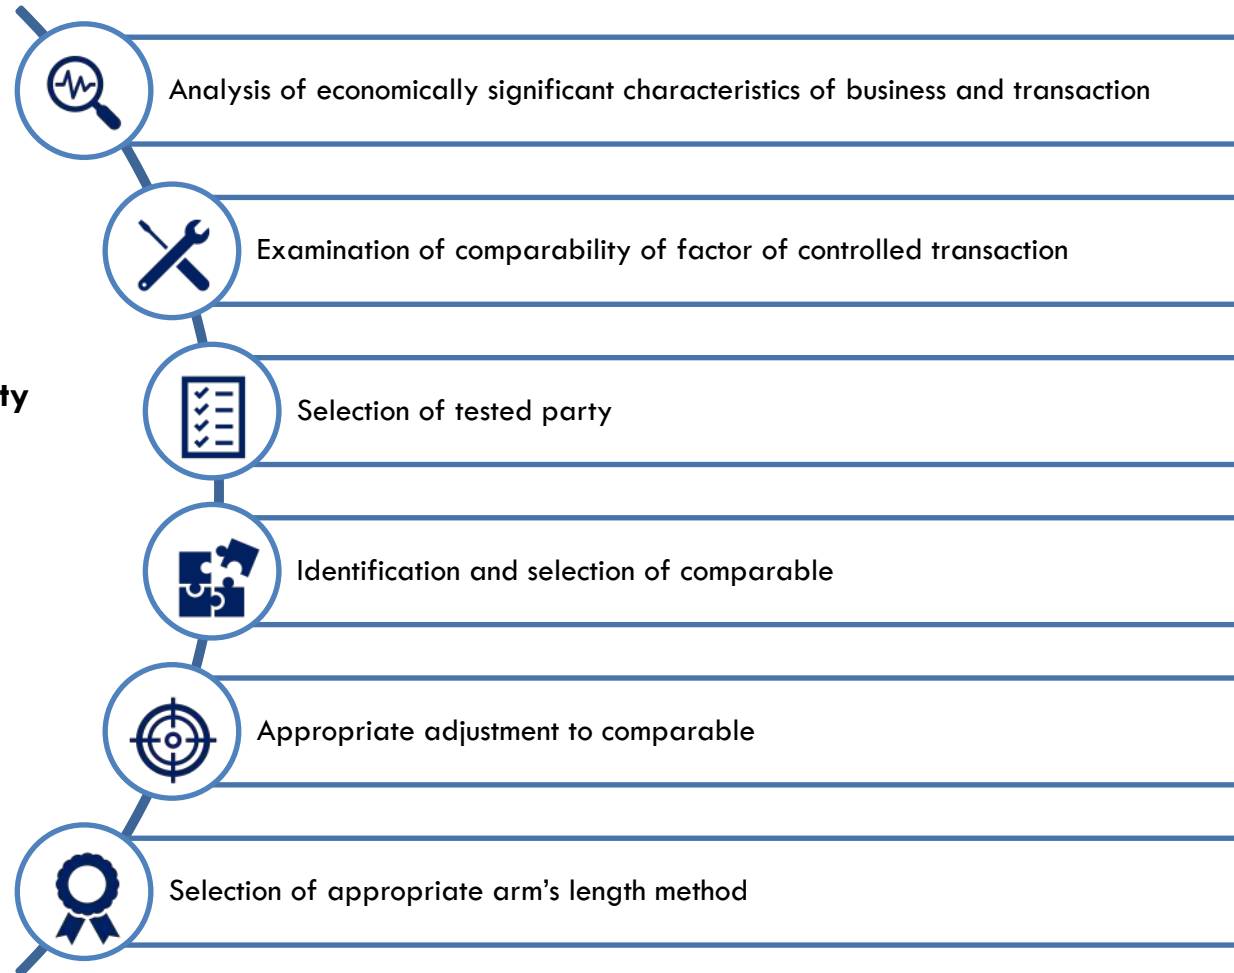 Analysis of economically significant characteristics of business and transaction
Examination of comparability of factor of controlled transaction
ty
Selection of tested party
Identification and selection of comparable
Appropriate adjustment to comparable
Selection of appropriate arm’s length method